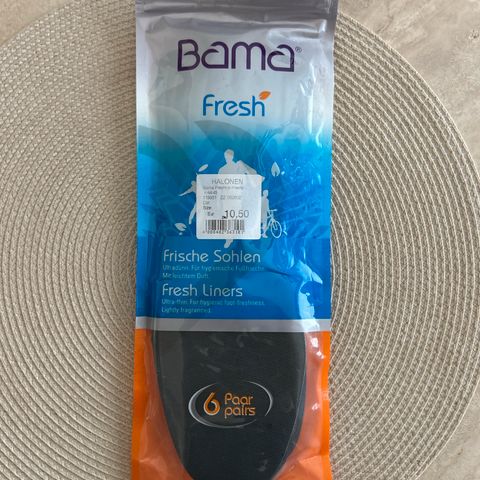 Bama®
fresh
HALONEN
10.50
Frische Sohlen
Ultradünn. Für hygienische Fußfrische.
Mit leichtem Duft.
Fresh Liners
Ultra-thin. For hygienic foot-freshness.
Lightly fragranced.
6 Paar
pairs